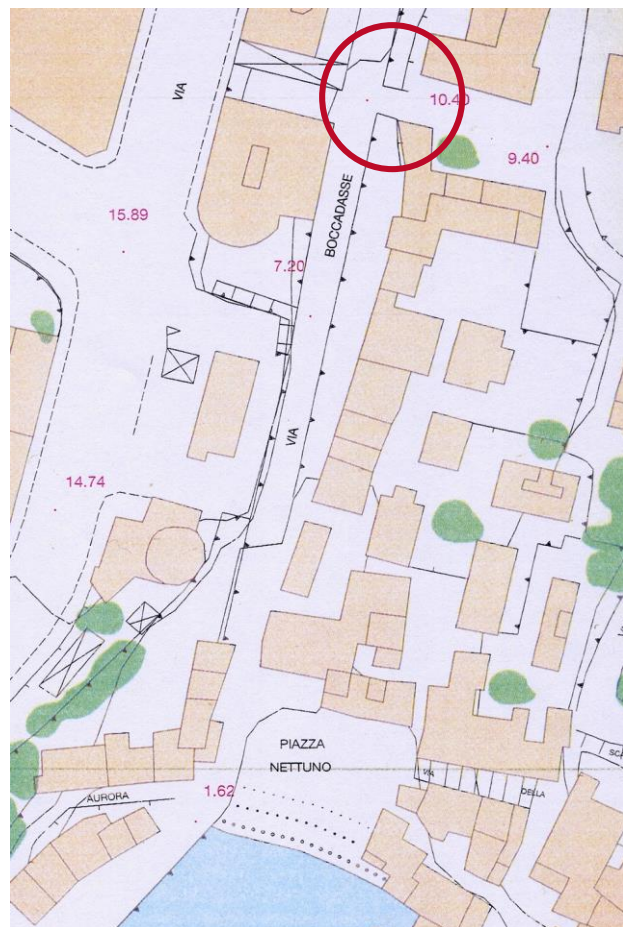 VIA
10.40
9.40
15.89
BOCCADASSE
7.20
VIA
14.74
PIAZZA
NETTUNO
VIA
DELLA
AURORA
1.62